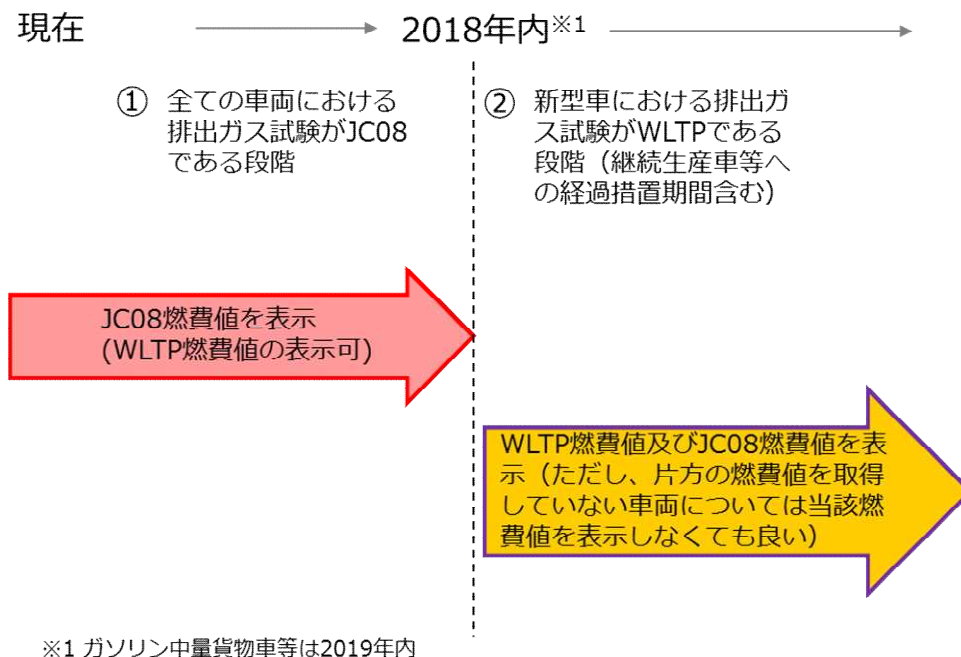 現在
2018年内※1
① 全ての車両における
排出ガス試験がJC08
である段階
② 新型車における排出ガ
ス試験がWLTPである
段階（継続生産車等へ
の経過措置期間含む）
JC08燃費値を表示
(WLTP燃費値の表示可)
WLTP燃費値及びJC08燃費値を表
示（ただし、片方の燃費値を取得
していない車両については当該燃
費値を表示しなくても良い）
※1 ガソリン中量貨物車等は2019年内